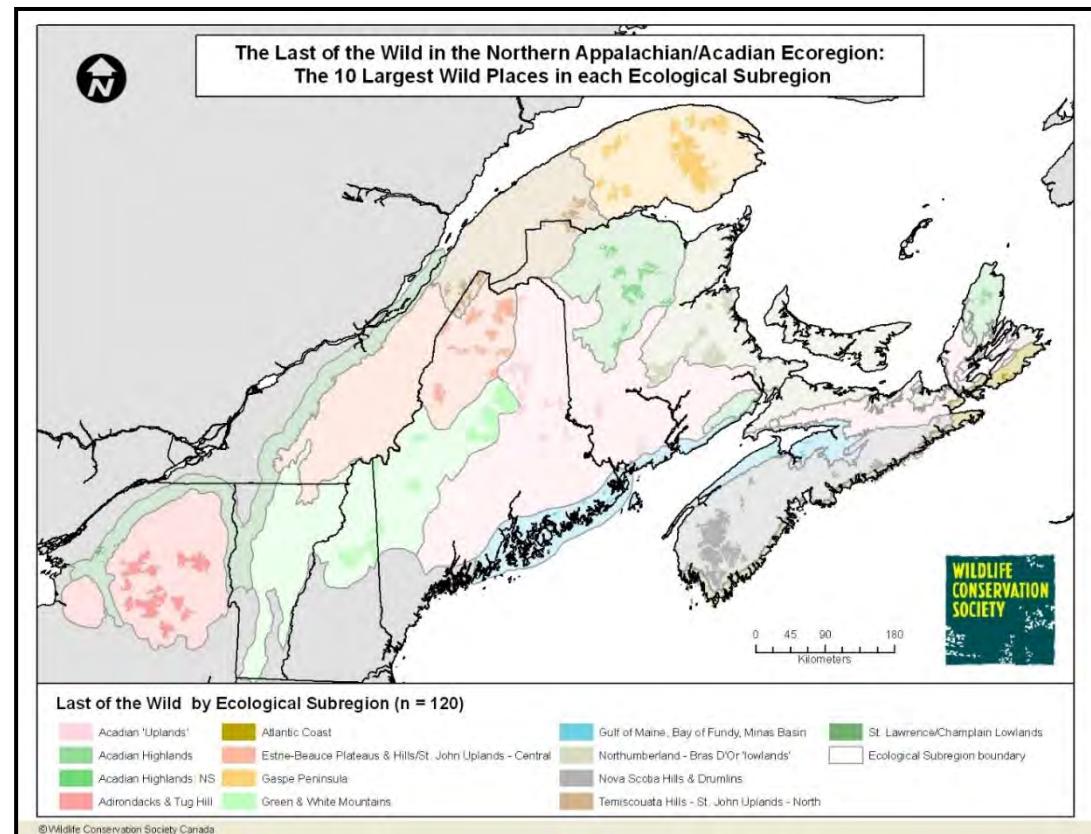 The Last of the Wild in the Northern Appalachian/Acadian Ecoregion:
The 10 Largest Wild Places in each Ecological Subregion
N
WILDLIFE
CONSERVATION
SOCIETY
0 45 90 180
Kilometers
Last of the Wild by Ecological Subregion (n = 120)
Acadian 'Uplands'
Acadian Highlands
Acadian Highlands NS
Adirondacks & Tug Hill
Atlantic Coast
Estrie-Beauce Plateaus & Hills/St. John Uplands - Central
Gaspe Peninsula
Green & White Mountains
Gulf of Maine, Bay of Fundy, Minas Basin
Northumberland - Bras D'Or 'lowlands'
Nova Scotia Hills & Drumlins
Temiscouata Hills - St. John Uplands - North
St. Lawrence/Champlain Lowlands
Ecological Subregion boundary
© Wildlife Conservation Society Canada